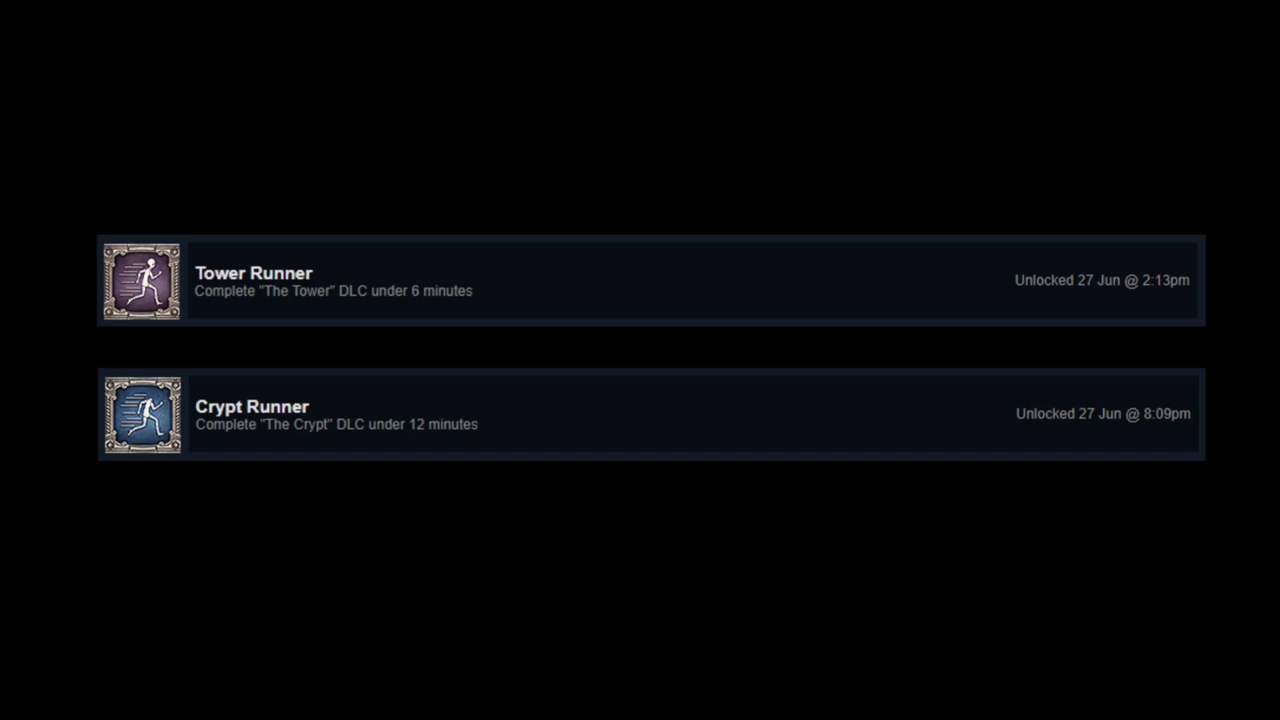 Tower Runner
Complete "The Tower" DLC under 6 minutes
Unlocked 27 Jun @ 2:13pm
Crypt Runner
Complete "The Crypt" DLC under 12 minutes
Unlocked 27 Jun @ 8:09pm